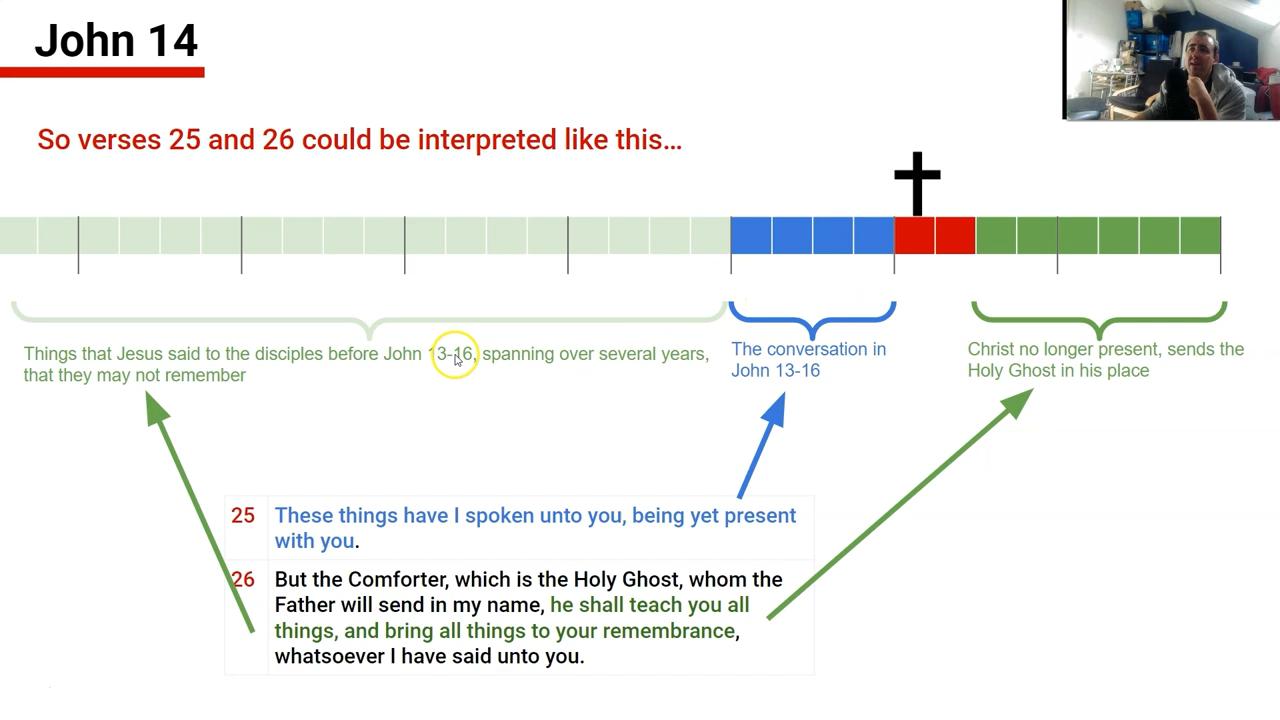 John 14
So verses 25 and 26 could be interpreted like this…
Things that Jesus said to the disciples before John 13-16, spanning over several years,
that they may not remember
The conversation in
John 13-16
Christ no longer present, sends the
Holy Ghost in his place
25 These things have I spoken unto you, being yet present
with you.
26 But the Comforter, which is the Holy Ghost, whom the
Father will send in my name, he shall teach you all
things, and bring all things to your remembrance,
whatsoever I have said unto you.